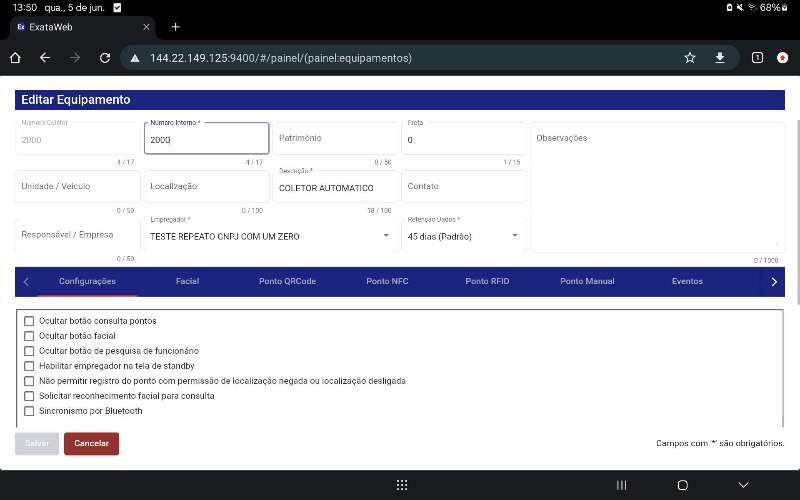 13:50 qua., 5 de jun.
68%
Ex ExataWeb
144.22.149.125:9400/#/painel/(painel:equipamentos)
1
Editar Equipamento
Número Coletor
2000
4 / 17
Número Interno *
2000
4 / 17
Patrimônio
0 / 50
Frota
0
1 / 15
Observações
0 / 1000
Unidade / Veículo
0 / 50
Localização
0 / 100
Descrição *
COLETOR AUTOMATICO
18 / 100
Contato
Responsável / Empresa
0 / 50
Empregador *
TESTE REPEATO CNPJ COM UM ZERO
Retenção Dados *
45 dias (Padrão)
Configurações
Facial
Ponto QRCode
Ponto NFC
Ponto RFID
Ponto Manual
Eventos
Ocultar botão consulta pontos
Ocultar botão facial
Ocultar botão de pesquisa de funcionário
Habilitar empregador na tela de standby
Não permitir registro do ponto com permissão de localização negada ou localização desligada
Solicitar reconhecimento facial para consulta
Sincronismo por Bluetooth
Salvar
Cancelar
Campos com '*' são obrigatórios.